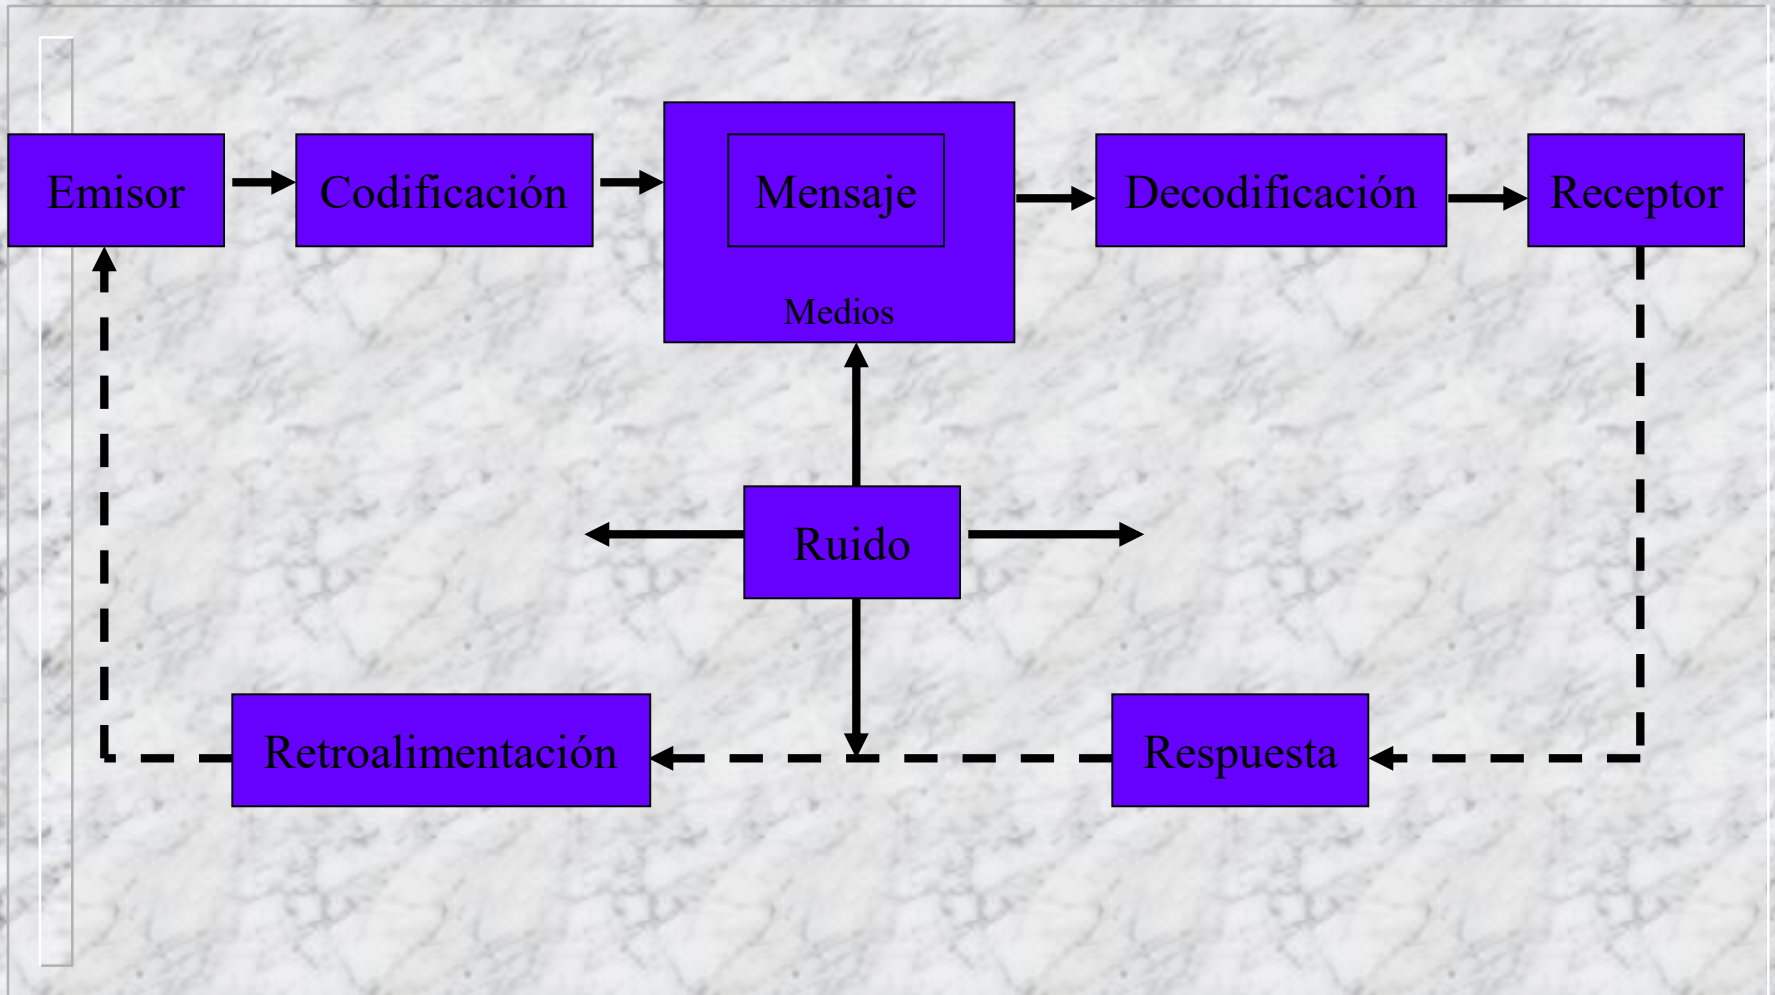 Emisor
Codificación
Mensaje
Medios
Decodificación
Receptor
Ruido
Retroalimentación
Respuesta